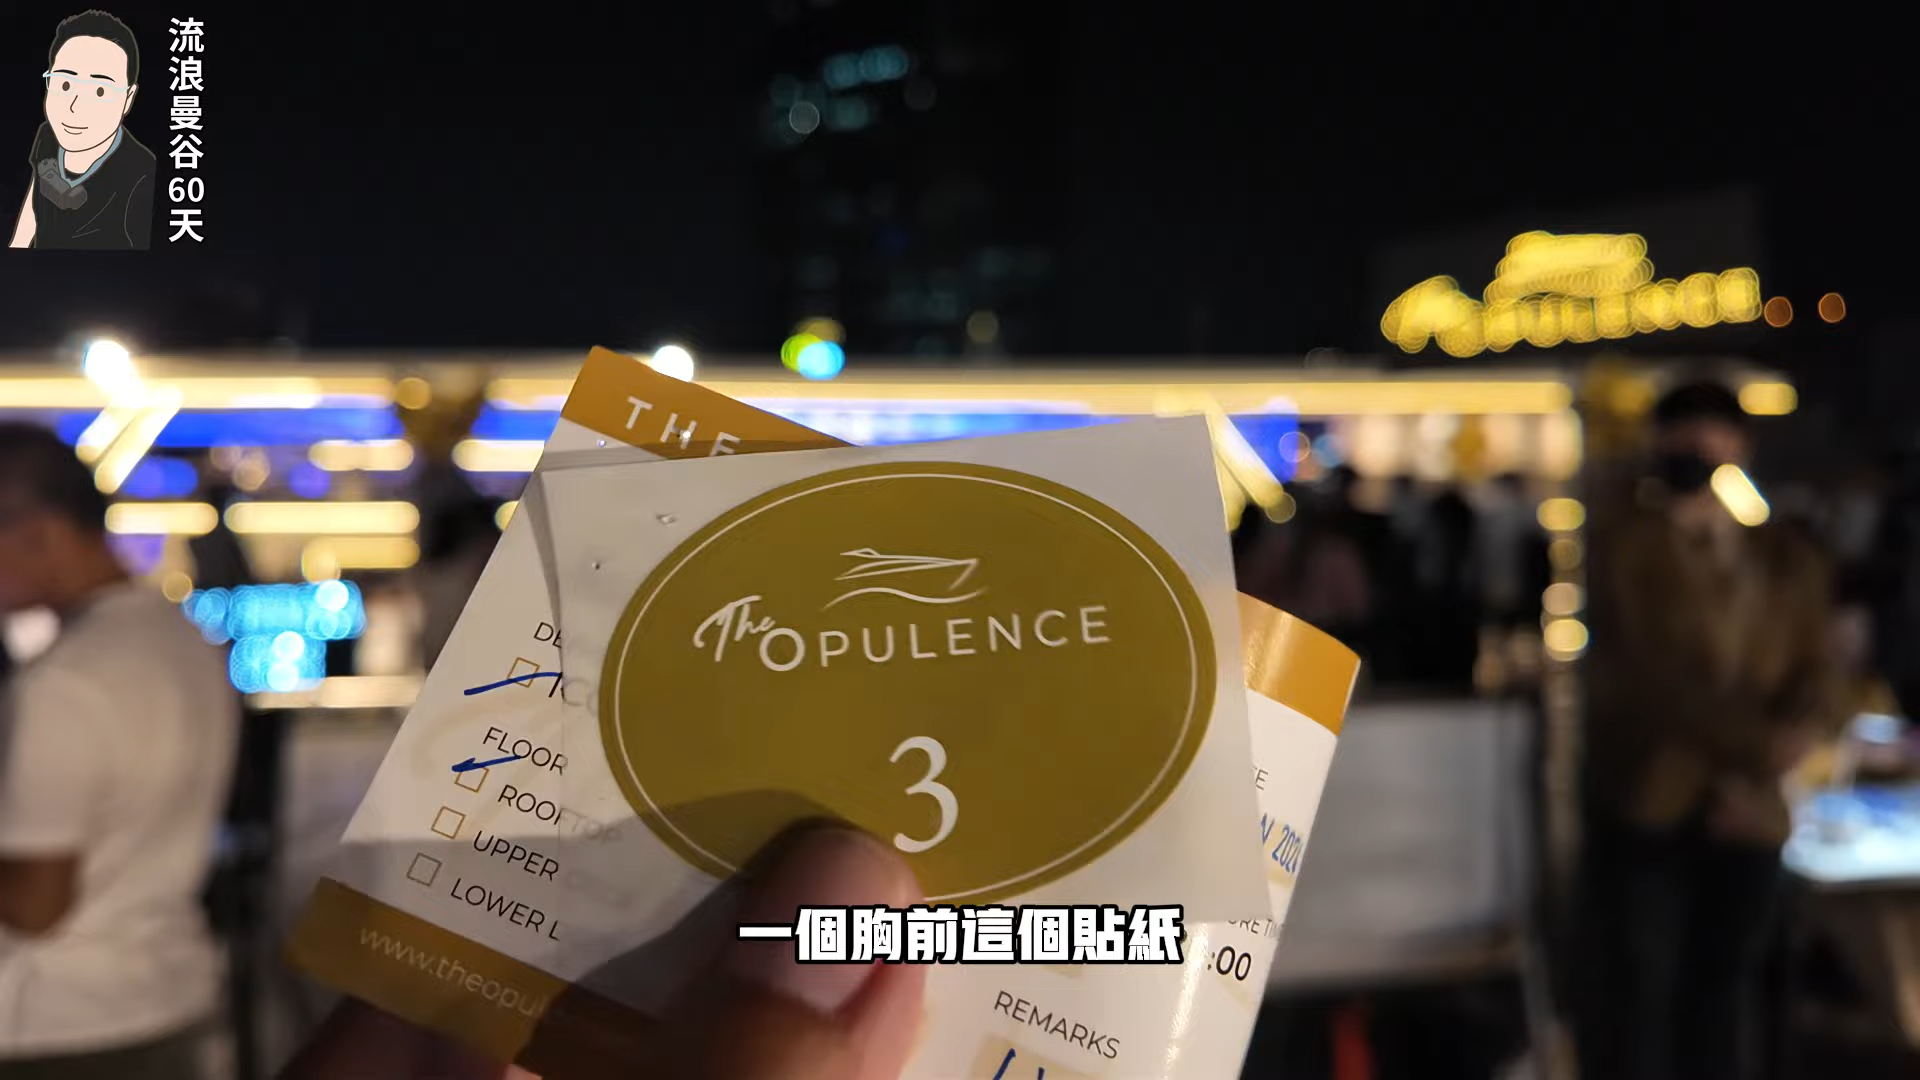 流浪曼谷60天
THE
The OPULENCE
3
FLOOR
ROOFTOP
UPPER
LOWER L
www.theopul
:00
REMARKS
一個胸前這個貼紙